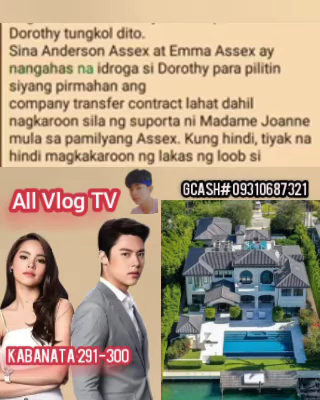 Dorothy tungkol dito.
Sina Anderson Assex at Emma Assex ay
nangahas na idroga si Dorothy para pilitin
siyang pirmahan ang
company transfer contract lahat dahil
nagkaroon sila ng suporta ni Madame Joanne
mula sa pamilyang Assex. Kung hindi, tiyak na
hindi magkakaroon ng lakas ng loob si
All Vlog TV
GCASH# 09310687321
KABANATA 291-300